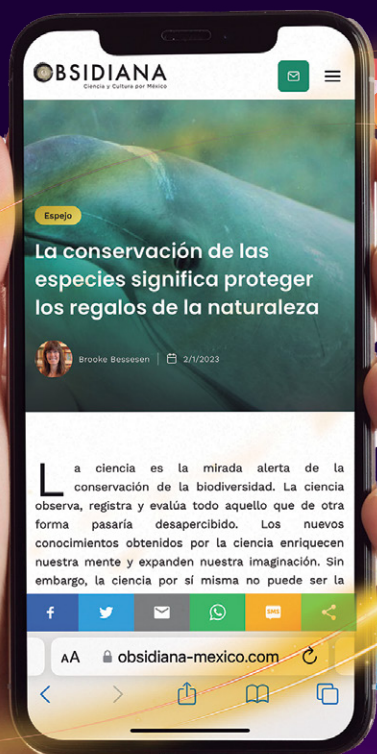 OBSIDIANA
Ciencia y Cultura por México
Espejo
La conservación de las
especies significa proteger
los regalos de la naturaleza
Brooke Bessesen
2/1/2023
La ciencia es la mirada alerta de la
conservación de la biodiversidad. La ciencia
observa, registra y evalúa todo aquello que de otra
forma pasaría desapercibido. Los nuevos
conocimientos obtenidos por la ciencia enriquecen
nuestra mente y expanden nuestra imaginación. Sin
embargo, la ciencia por sí misma no puede ser la
SMS
AA obsidiana-mexico.com